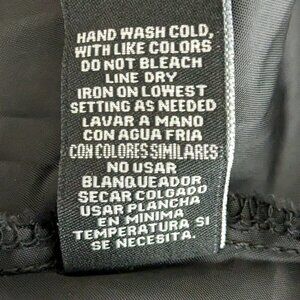 HAND WASH COLD,
WITH LIKE COLORS
DO NOT BLEACH
LINE DRY
IRON ON LOWEST
SETTING AS NEEDED
LAVAR A MANO
CON AGUA FRIA
CON COLORES SIMILARES
NO USAR
BLANQUEADOR
SECAR COLGADO
USAR PLANCHA
EN MINIMA
TEMPERATURA SI
SE NECESITA.